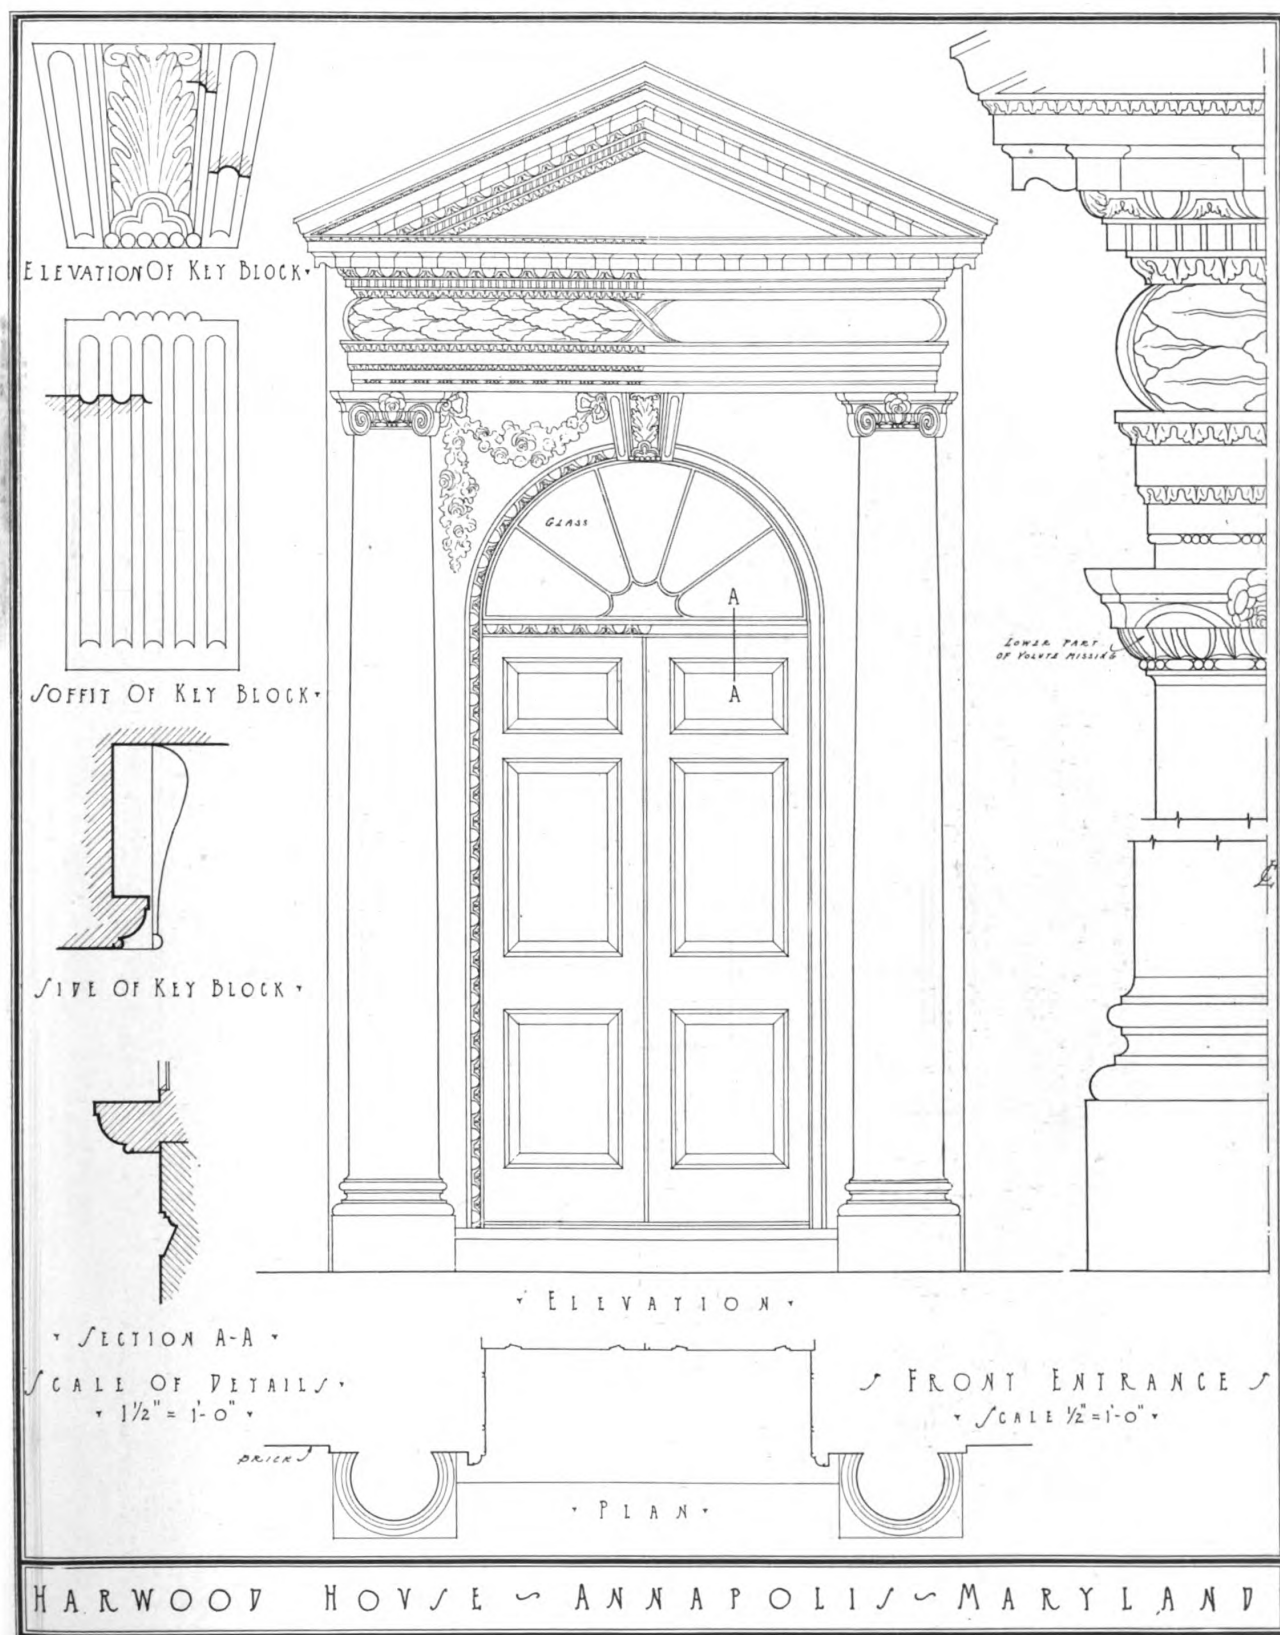 ELEVATION OF KEY BLOCK
SOFFIT OF KEY BLOCK
SIDE OF KEY BLOCK
GLASS
A
A
LOWER PART
OF VOLUTE MISSING
ELEVATION
SECTION A-A
SCALE OF DETAILS
1½" = 1'-0"
FRONT ENTRANCE
SCALE ½" = 1'-0"
BRICK
PLAN
HARWOOD HOVSE ~ ANNAPOLIS ~ MARYLAND